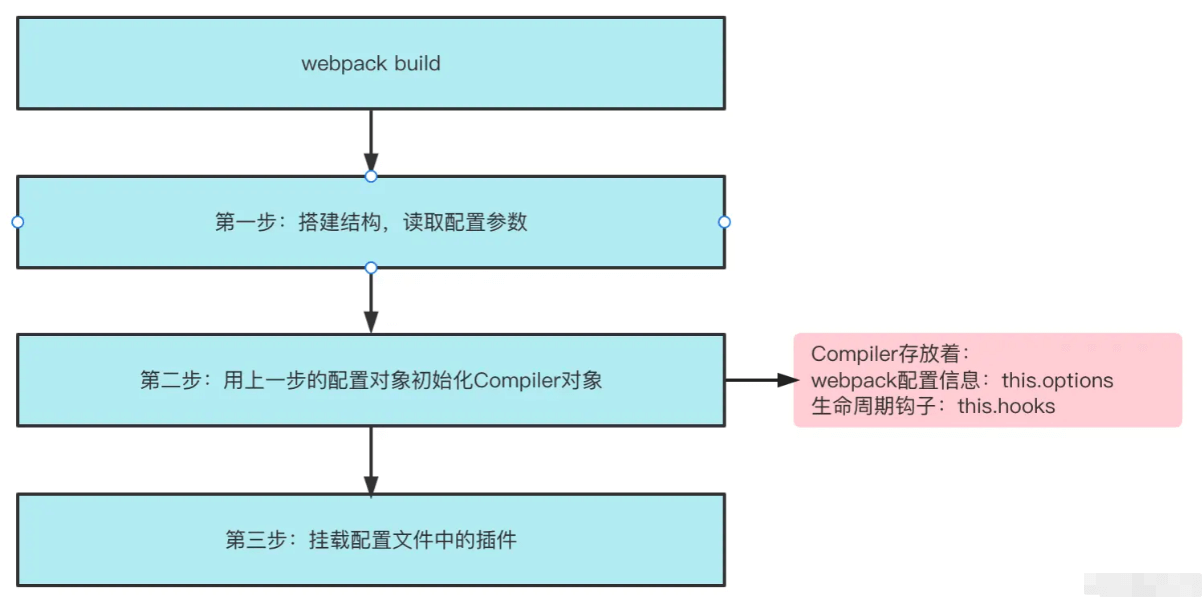 webpack build
第一步：搭建结构，读取配置参数
第二步：用上一步的配置对象初始化Compiler对象
Compiler存放着：
webpack配置信息：this.options
生命周期钩子：this.hooks
第三步：挂载配置文件中的插件